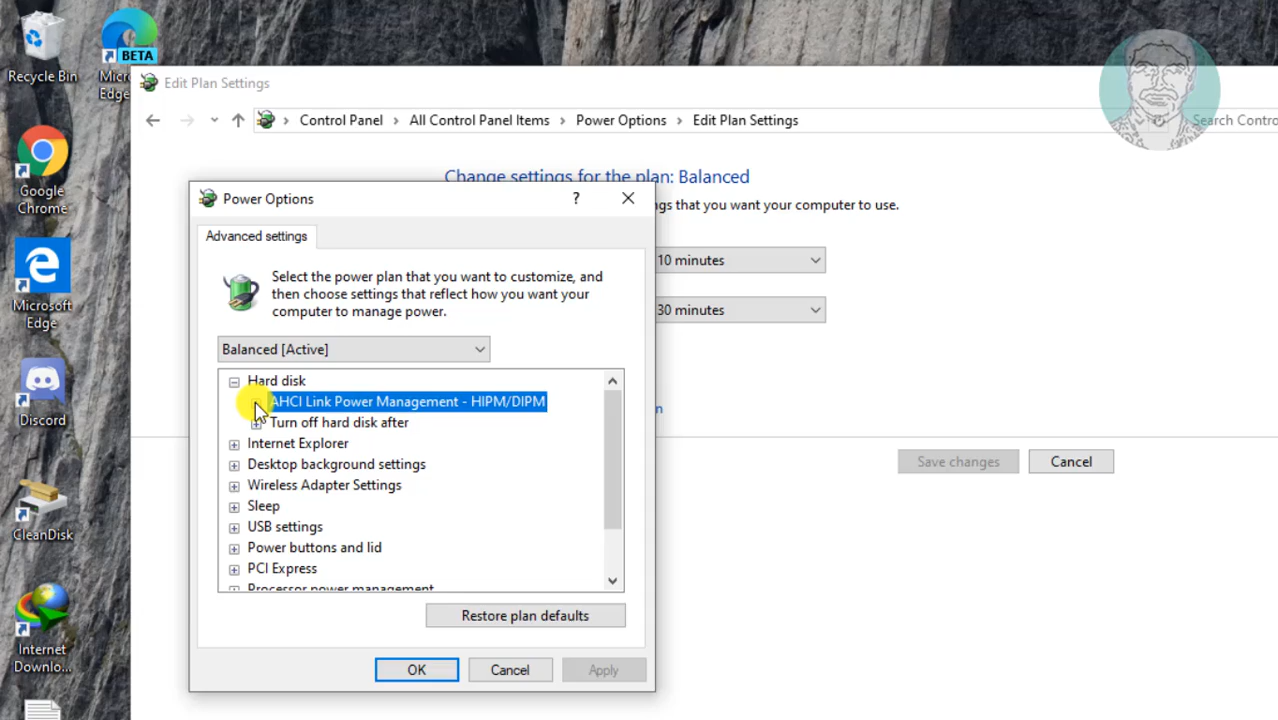 Recycle Bin
BETA
Micr
Edge
Google
Chrome
Microsoft
Edge
Discord
CleanDisk
Internet
Downlo...
Edit Plan Settings
Control Panel
All Control Panel Items
Power Options
Edit Plan Settings
Search Contro
Change settings for the plan: Balanced
ngs that you want your computer to use.
10 minutes
30 minutes
n
Save changes
Cancel
Power Options
?
Advanced settings
Select the power plan that you want to customize, and
then choose settings that reflect how you want your
computer to manage power.
Balanced [Active]
Hard disk
AHCI Link Power Management - HIPM/DIPM
Turn off hard disk after
Internet Explorer
Desktop background settings
Wireless Adapter Settings
Sleep
USB settings
Power buttons and lid
PCI Express
Processor power management
Restore plan defaults
OK
Cancel
Apply